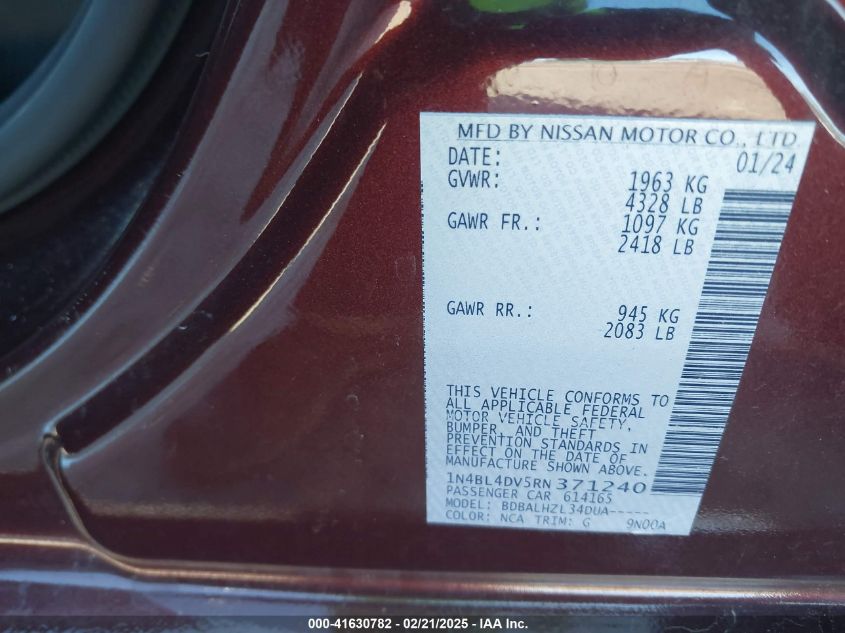 MFD BY NISSAN MOTOR CO., LTD
DATE: 01/24
GVWR: 1963 KG
4328 LB
GAWR FR.: 1097 KG
2418 LB
GAWR RR.: 945 KG
2083 LB
THIS VEHICLE CONFORMS TO
ALL APPLICABLE FEDERAL
MOTOR VEHICLE SAFETY,
BUMPER, AND THEFT
PREVENTION STANDARDS IN
EFFECT ON THE DATE OF
MANUFACTURE SHOWN ABOVE.
1N4BL4DV5RN371240
PASSENGER CAR 614165
MODEL: BDBALHZL34DUA-----
COLOR: NCA TRIM: G 9N00A
000-41630782 - 02/21/2025 - IAA Inc.